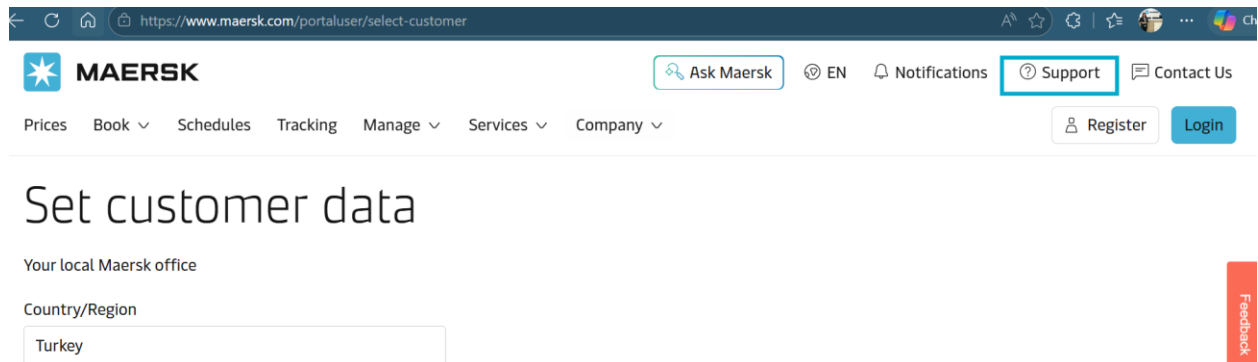 https://www.maersk.com/portaluser/select-customer
MAERSK
Ask Maersk EN Notifications Support Contact Us
Prices Book Schedules Tracking Manage Services Company
Register Login
Set customer data
Your local Maersk office
Country/Region
Turkey
Feedback